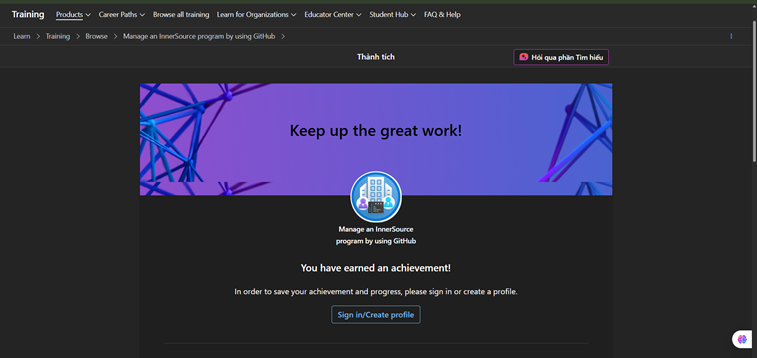 Training Products Career Paths Browse all training Learn for Organizations Educator Center Student Hub FAQ & Help
Learn Training Browse Manage an InnerSource program by using GitHub
Thành tích
Hỏi qua phần Tìm hiểu
Keep up the great work!
Manage an InnerSource
program by using GitHub
You have earned an achievement!
In order to save your achievement and progress, please sign in or create a profile.
Sign in/Create profile